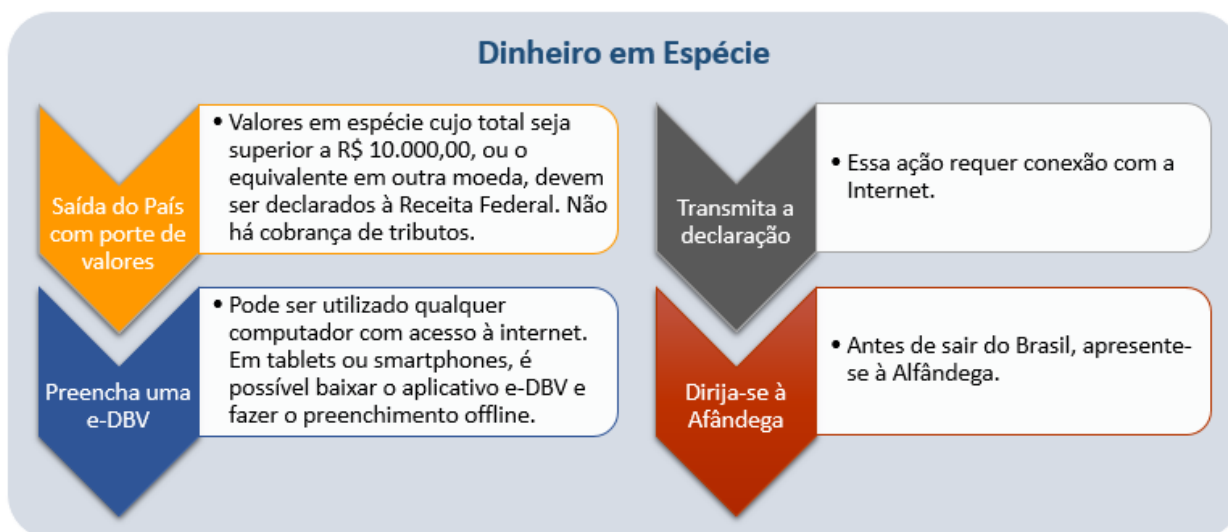 Dinheiro em Espécie
Saída do País
com porte de
valores
• Valores em espécie cujo total seja
superior a R$ 10.000,00, ou o
equivalente em outra moeda, devem
ser declarados à Receita Federal. Não
há cobrança de tributos.
Preencha uma
e-DBV
• Pode ser utilizado qualquer
computador com acesso à internet.
Em tablets ou smartphones, é
possível baixar o aplicativo e-DBV e
fazer o preenchimento offline.
Transmita a
declaração
• Essa ação requer conexão com a
Internet.
Dirija-se à
Afândega
• Antes de sair do Brasil, apresente-
se à Alfândega.